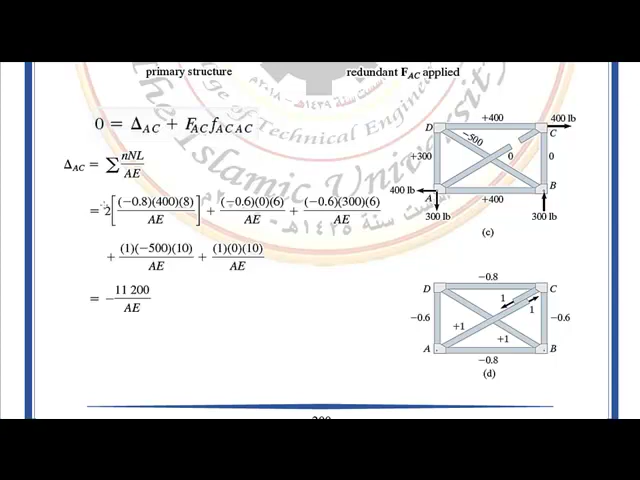 primary structure
redundant F_AC applied
0 = Δ_AC + F_AC f_AC AC
Δ_AC = ∑ nNL/AE
= 2[(−0.8)(400)(8)/AE] + (−0.6)(0)(6)/AE + (−0.6)(300)(6)/AE
+ (1)(−500)(10)/AE + (1)(0)(10)/AE
= −11 200/AE
+400
400 lb
D
C
−500
+300
0
0
400 lb
A
+400
B
300 lb
300 lb
(c)
−0.8
D
C
1
1
−0.6
−0.6
+1
+1
A
−0.8
B
(d)